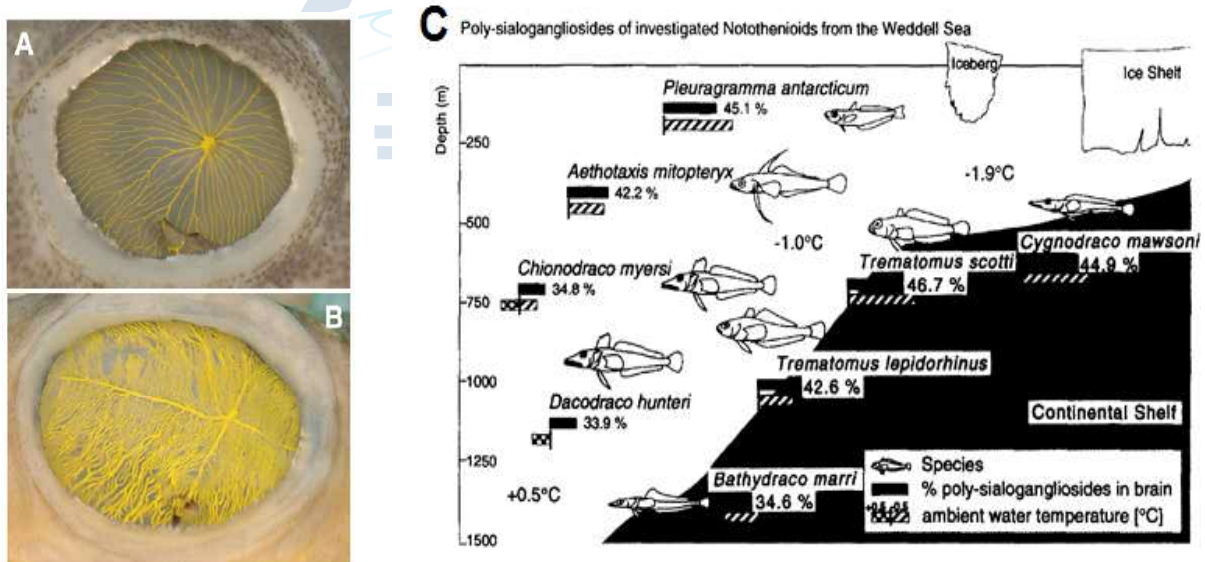 A
B
C Poly-sialogangliosides of investigated Notothenioids from the Weddell Sea
Depth (m)
-250
-500
-750
-1000
-1250
-1500
Iceberg
Ice Shelf
Pleuragramma antarcticum
45.1 %
Aethotaxis mitopteryx
42.2 %
-1.9°C
-1.0°C
Cygnodraco mawsoni
44.9 %
Trematomus scotti
46.7 %
Chionodraco myersi
34.8 %
Trematomus lepidorhinus
42.6 %
Dacodraco hunteri
33.9 %
Continental Shelf
+0.5°C
Bathydraco marri
34.6 %
Species
% poly-sialogangliosides in brain
ambient water temperature [°C]